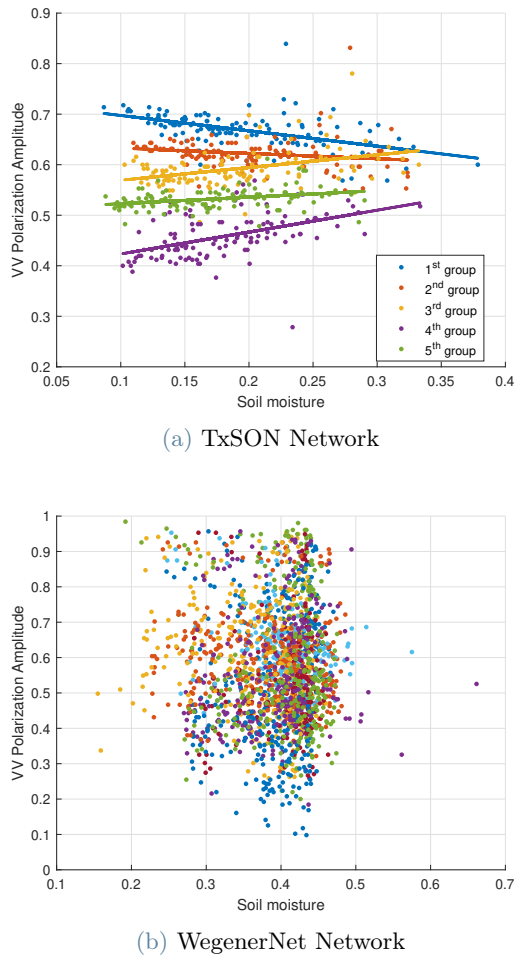 0.9
0.8
0.7
0.6
0.5
0.4
0.3
0.2
VV Polarization Amplitude
1st group
2nd group
3rd group
4th group
5th group
0.05 0.1 0.15 0.2 0.25 0.3 0.35 0.4
Soil moisture
(a) TxSON Network
1
0.9
0.8
0.7
0.6
0.5
0.4
0.3
0.2
0.1
0
VV Polarization Amplitude
0.1 0.2 0.3 0.4 0.5 0.6 0.7
Soil moisture
(b) WegenerNet Network